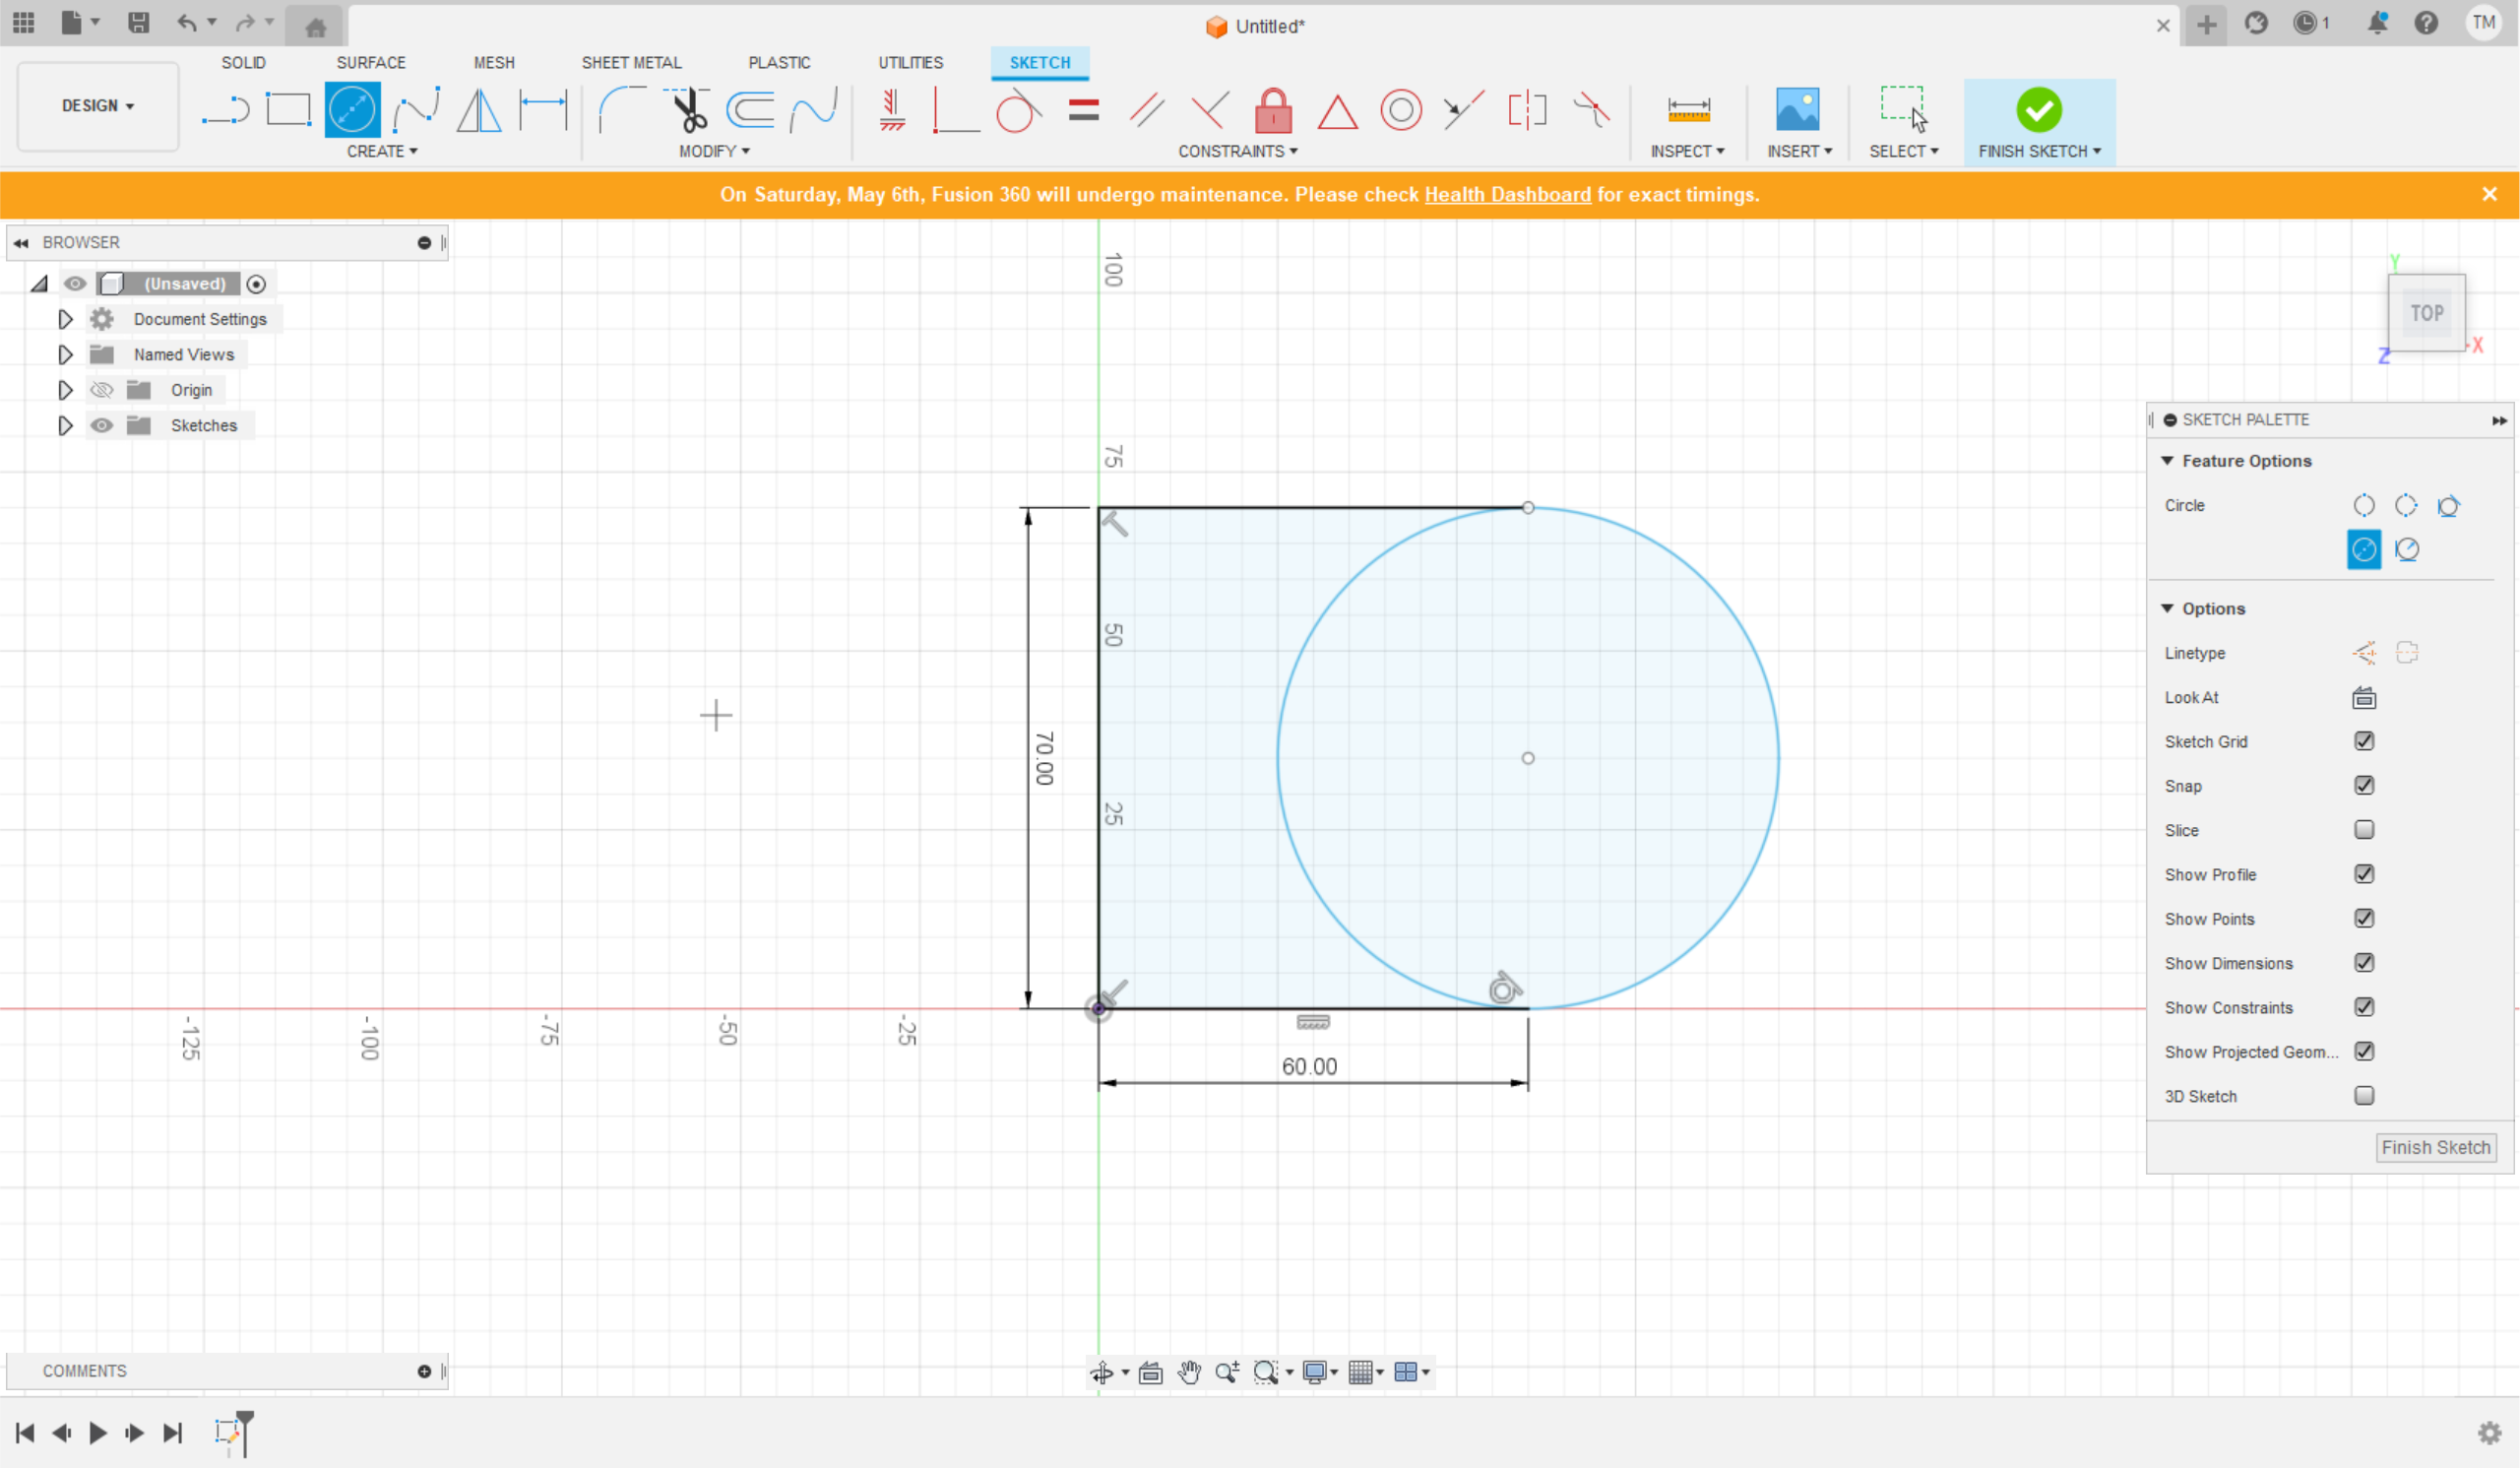 Untitled*
1
TM
SOLID
SURFACE
MESH
SHEET METAL
PLASTIC
UTILITIES
SKETCH
DESIGN
CREATE
MODIFY
CONSTRAINTS
INSPECT
INSERT
SELECT
FINISH SKETCH
On Saturday, May 6th, Fusion 360 will undergo maintenance. Please check Health Dashboard for exact timings.
BROWSER
(Unsaved)
Document Settings
Named Views
Origin
Sketches
100
75
50
25
70.00
60.00
-125
-100
-75
-50
-25
Y
TOP
X
Z
SKETCH PALETTE
Feature Options
Circle
Options
Linetype
Look At
Sketch Grid
Snap
Slice
Show Profile
Show Points
Show Dimensions
Show Constraints
Show Projected Geom...
3D Sketch
Finish Sketch
COMMENTS